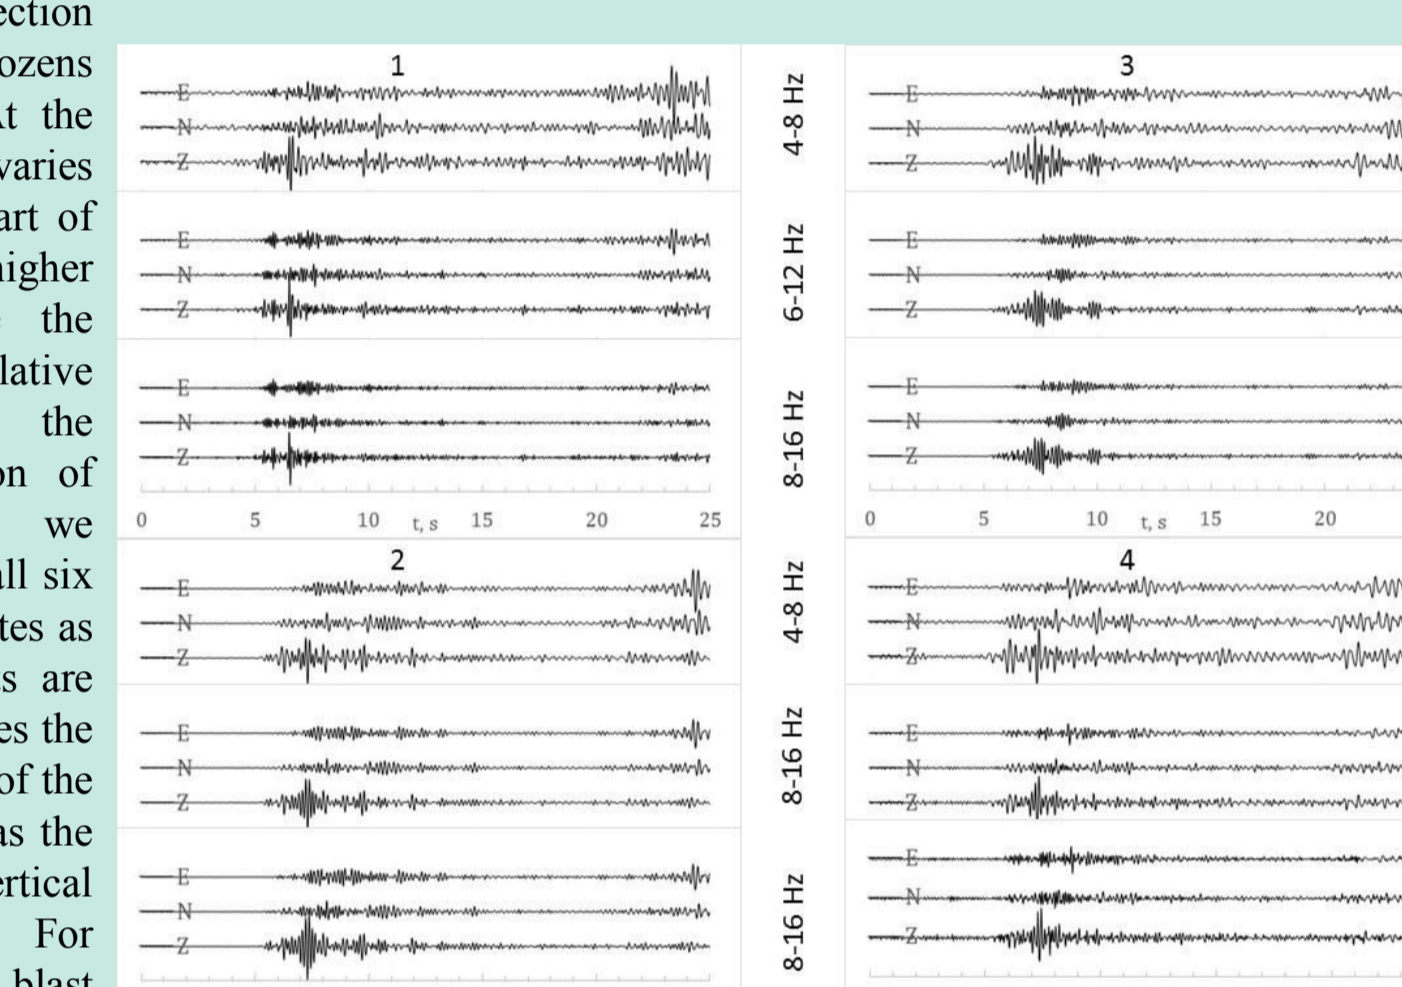 ection
ozens
At the
varies
art of
higher
the
lative
the
on of
we
all six
tes as
s are
es the
of the
as the
ertical
For
blast
1
E
N
Z
E
N
Z
E
N
Z
0 5 10 t, s 15 20 25
4-8 Hz
6-12 Hz
8-16 Hz
3
E
N
Z
E
N
Z
E
N
Z
0 5 10 t, s 15 20
2
E
N
Z
E
N
Z
E
N
Z
4-8 Hz
8-16 Hz
8-16 Hz
4
E
N
Z
E
N
Z
E
N
Z